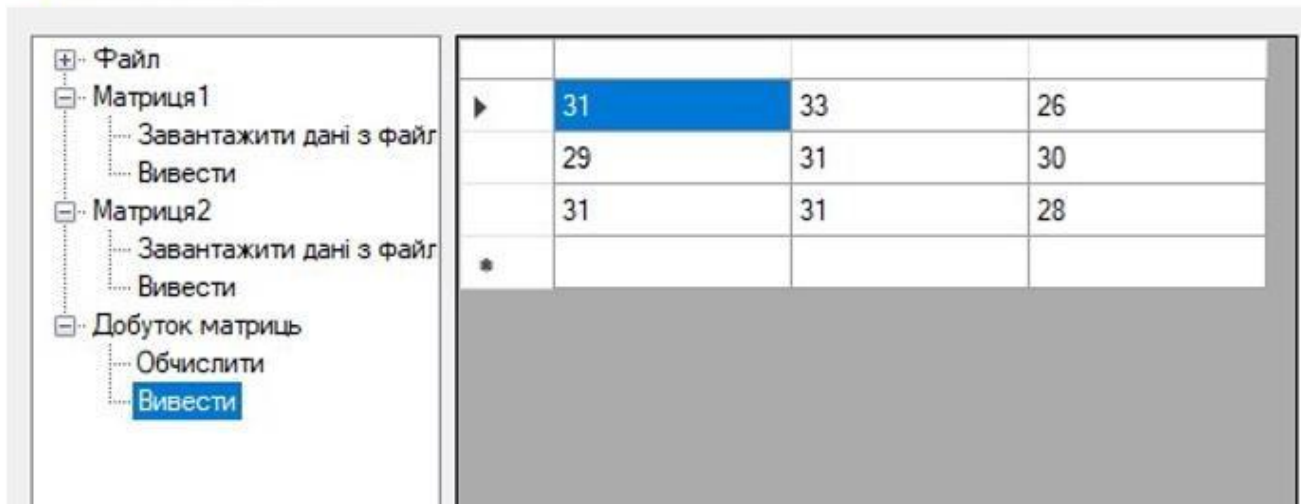 Файл
Матриця1
Завантажити дані з файл
Вивести
Матриця2
Завантажити дані з файл
Вивести
Добуток матриць
Обчислити
Вивести
31 33 26
29 31 30
31 31 28